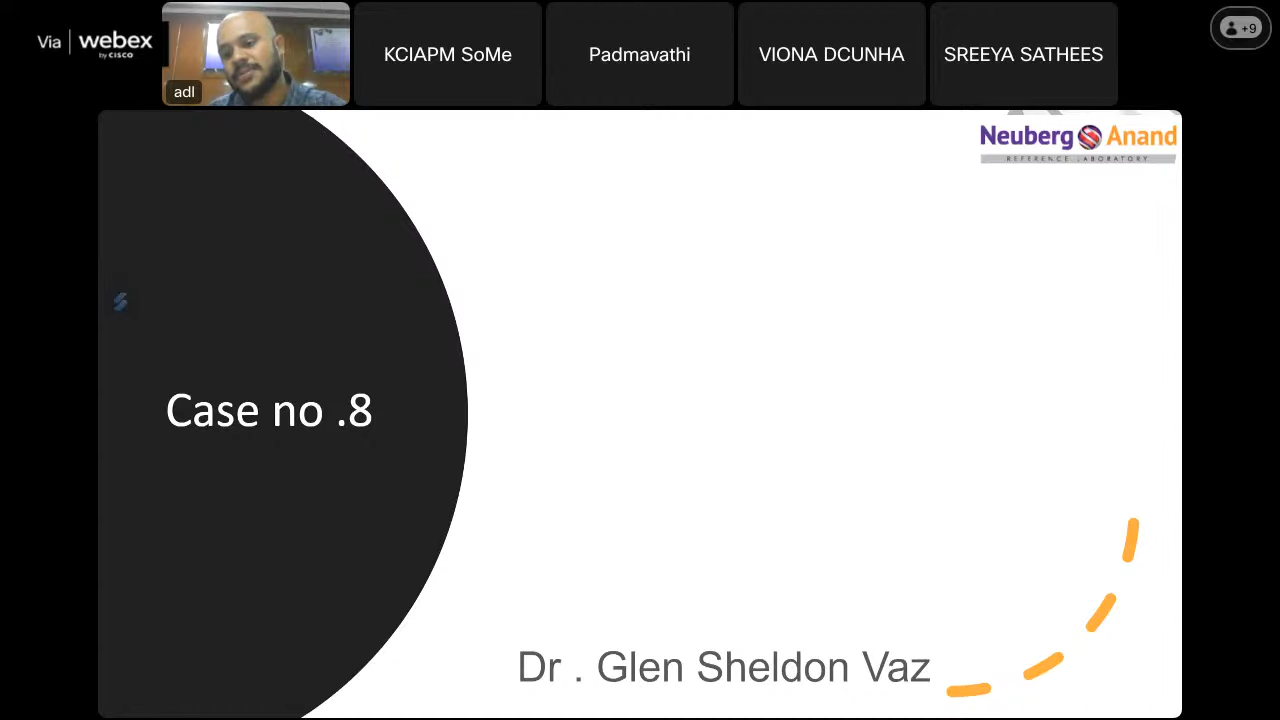 Via webex
by CISCO
adl
KCIAPM SoMe
Padmavathi
VIONA DCUNHA
SREEYA SATHEES
+9
Neuberg Anand
REFERENCE LABORATORY
Case no .8
Dr . Glen Sheldon Vaz